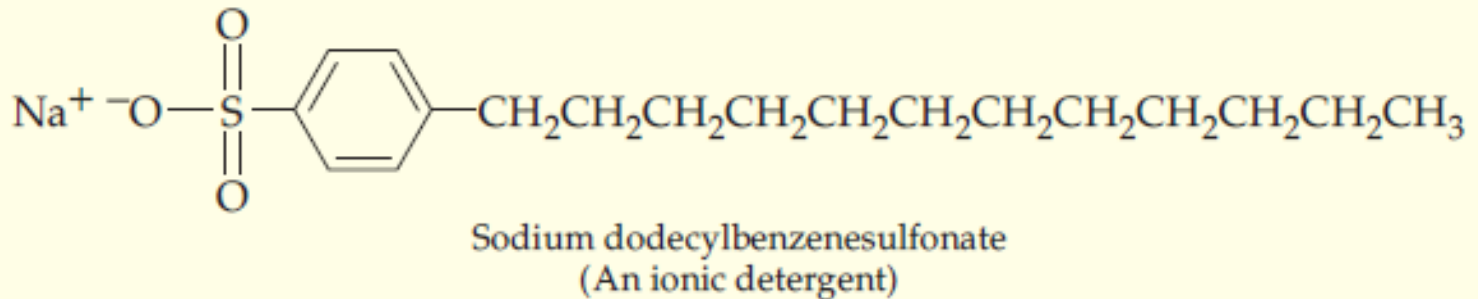 O
Na⁺ ⁻O—S—CH₂CH₂CH₂CH₂CH₂CH₂CH₂CH₂CH₂CH₂CH₂CH₃
O
Sodium dodecylbenzenesulfonate
(An ionic detergent)